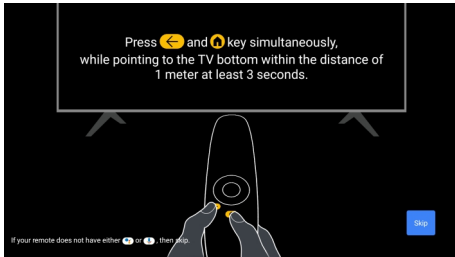 Press and key simultaneously,
while pointing to the TV bottom within the distance of
1 meter at least 3 seconds.
Skip
If your remote does not have either or , then skip.